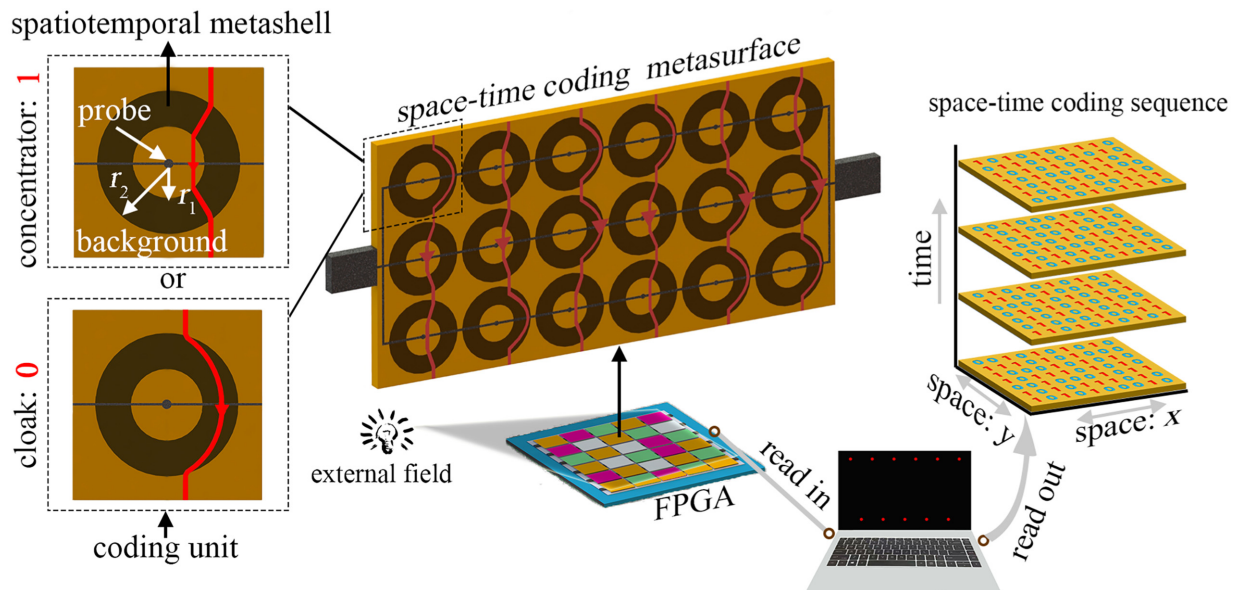 spatiotemporal metashell
concentrator: 1
probe
r2
r1
background
or
cloak: 0
coding unit
space-time coding metasurface
external field
FPGA
read in
read out
space-time coding sequence
time
space: y
space: x